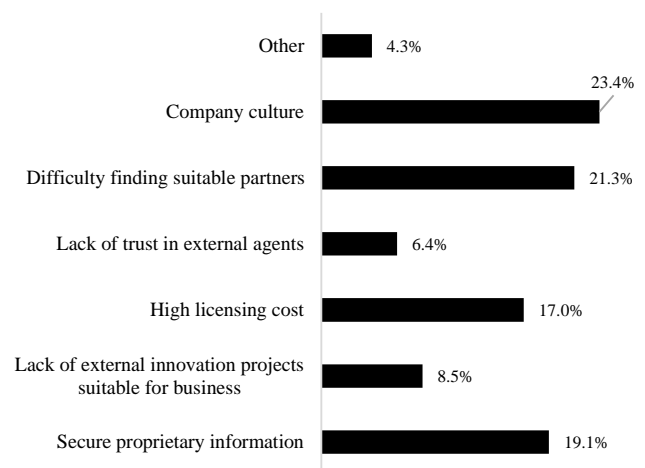 Other
4.3%
23.4%
Company culture
Difficulty finding suitable partners
21.3%
Lack of trust in external agents
6.4%
High licensing cost
17.0%
Lack of external innovation projects
suitable for business
8.5%
Secure proprietary information
19.1%